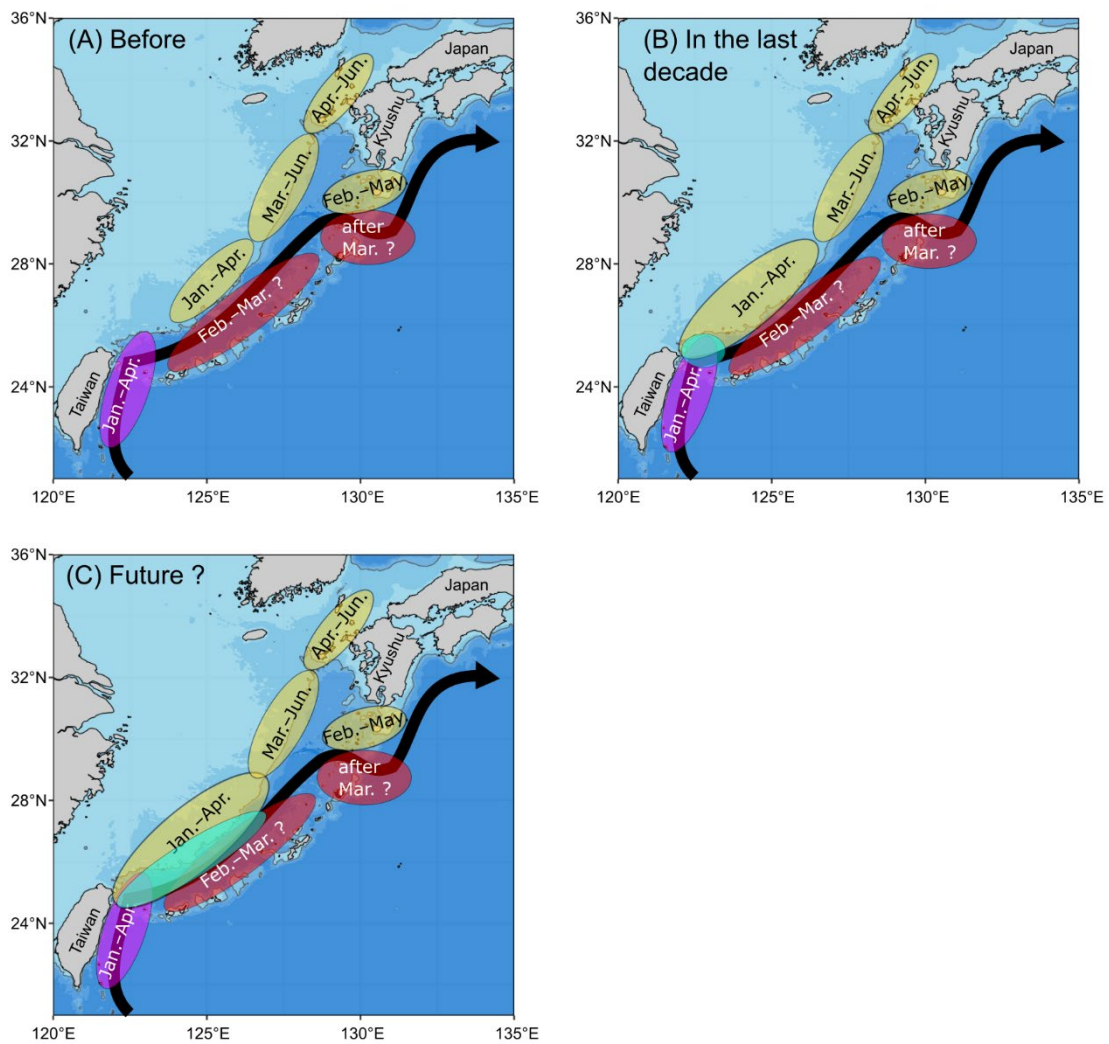 (A) Before
Japan
36°N
32°N
28°N
24°N
Apr.–Jun.
Kyushu
Mar.–Jun.
Feb.–May
after
Mar. ?
Jan.–Apr.
Feb.–Mar. ?
Taiwan
Jan.–Apr.
120°E
125°E
130°E
135°E
(B) In the last
decade
Japan
36°N
32°N
28°N
24°N
Apr.–Jun.
Kyushu
Mar.–Jun.
Feb.–May
after
Mar. ?
Jan.–Apr.
Feb.–Mar. ?
Taiwan
Jan.–Apr.
120°E
125°E
130°E
135°E
(C) Future ?
Japan
36°N
32°N
28°N
24°N
Apr.–Jun.
Kyushu
Mar.–Jun.
Feb.–May
after
Mar. ?
Jan.–Apr.
Feb.–Mar. ?
Taiwan
Jan.–Apr.
120°E
125°E
130°E
135°E